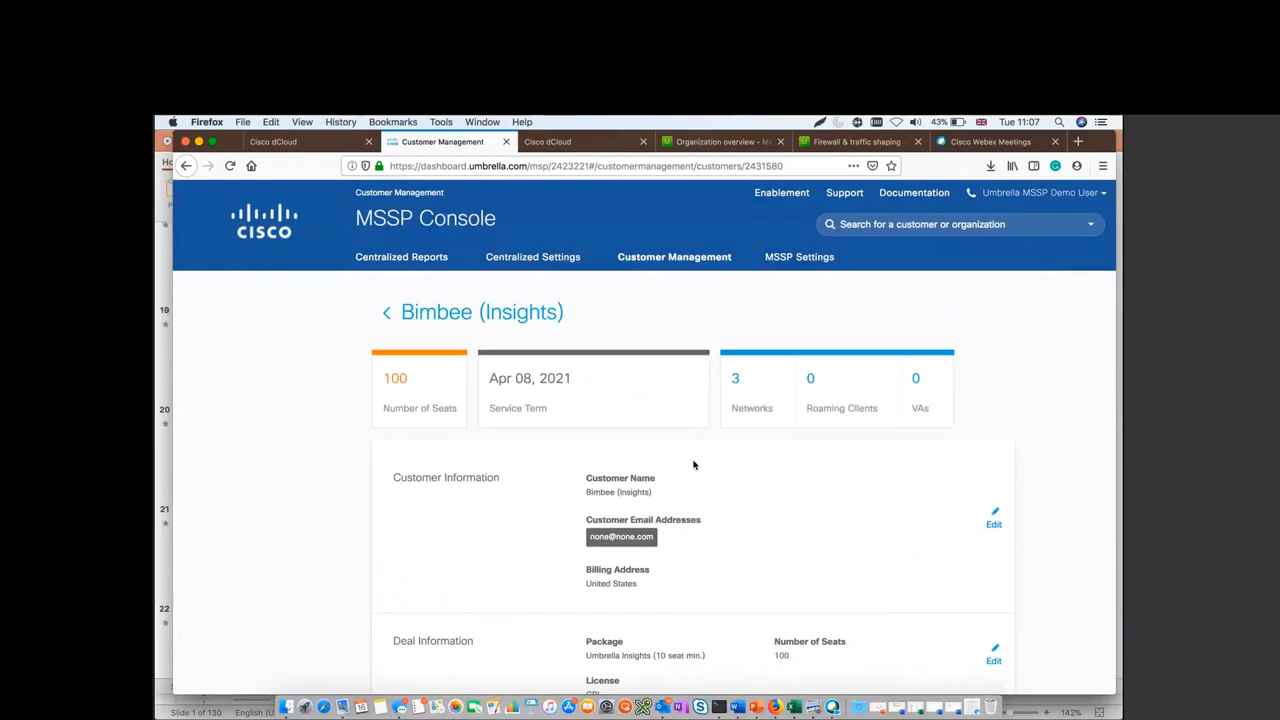 Firefox File Edit View History Bookmarks Tools Window Help 43% Tue 11:07
Cisco dCloud Customer Management Cisco dCloud Organization overview - M Firewall & traffic shaping Cisco Webex Meetings
https://dashboard.umbrella.com/msp/2423221#/customermanagement/customers/2431580
Customer Management Enablement Support Documentation Umbrella MSSP Demo User
CISCO
MSSP Console
Search for a customer or organization
Centralized Reports Centralized Settings Customer Management MSSP Settings
Bimbee (Insights)
100
Number of Seats
Apr 08, 2021
Service Term
3
Networks
0
Roaming Clients
0
VAs
Customer Information
Customer Name
Bimbee (Insights)
Customer Email Addresses
none@none.com
Billing Address
United States
Edit
Deal Information
Package
Umbrella Insights (10 seat min.)
Number of Seats
100
License
Edit
19
20
21
22
Slide 1 of 130 English (U 142%